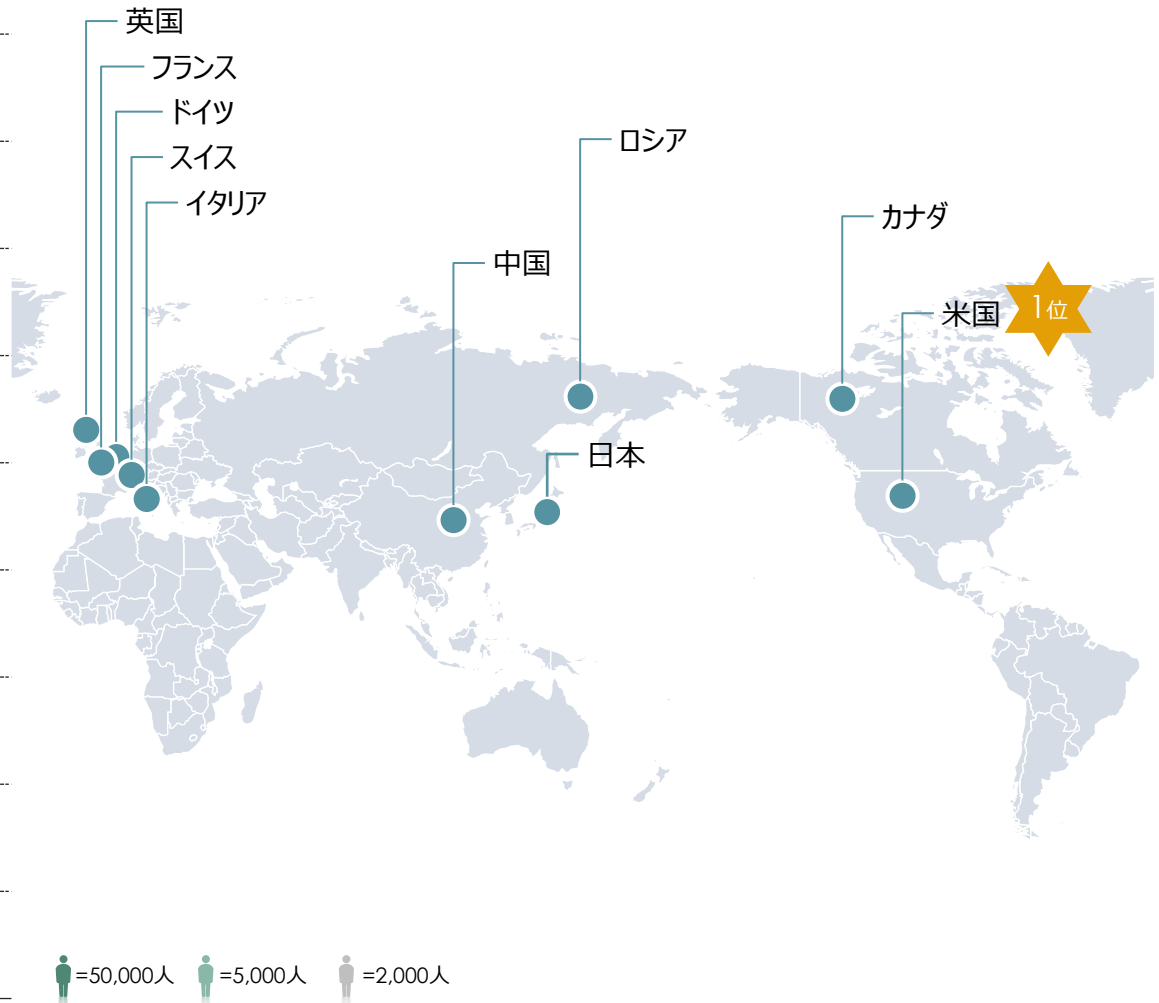 英国
フランス
ドイツ
スイス
イタリア
ロシア
カナダ
中国
米国
1位
日本
=50,000人
=5,000人
=2,000人